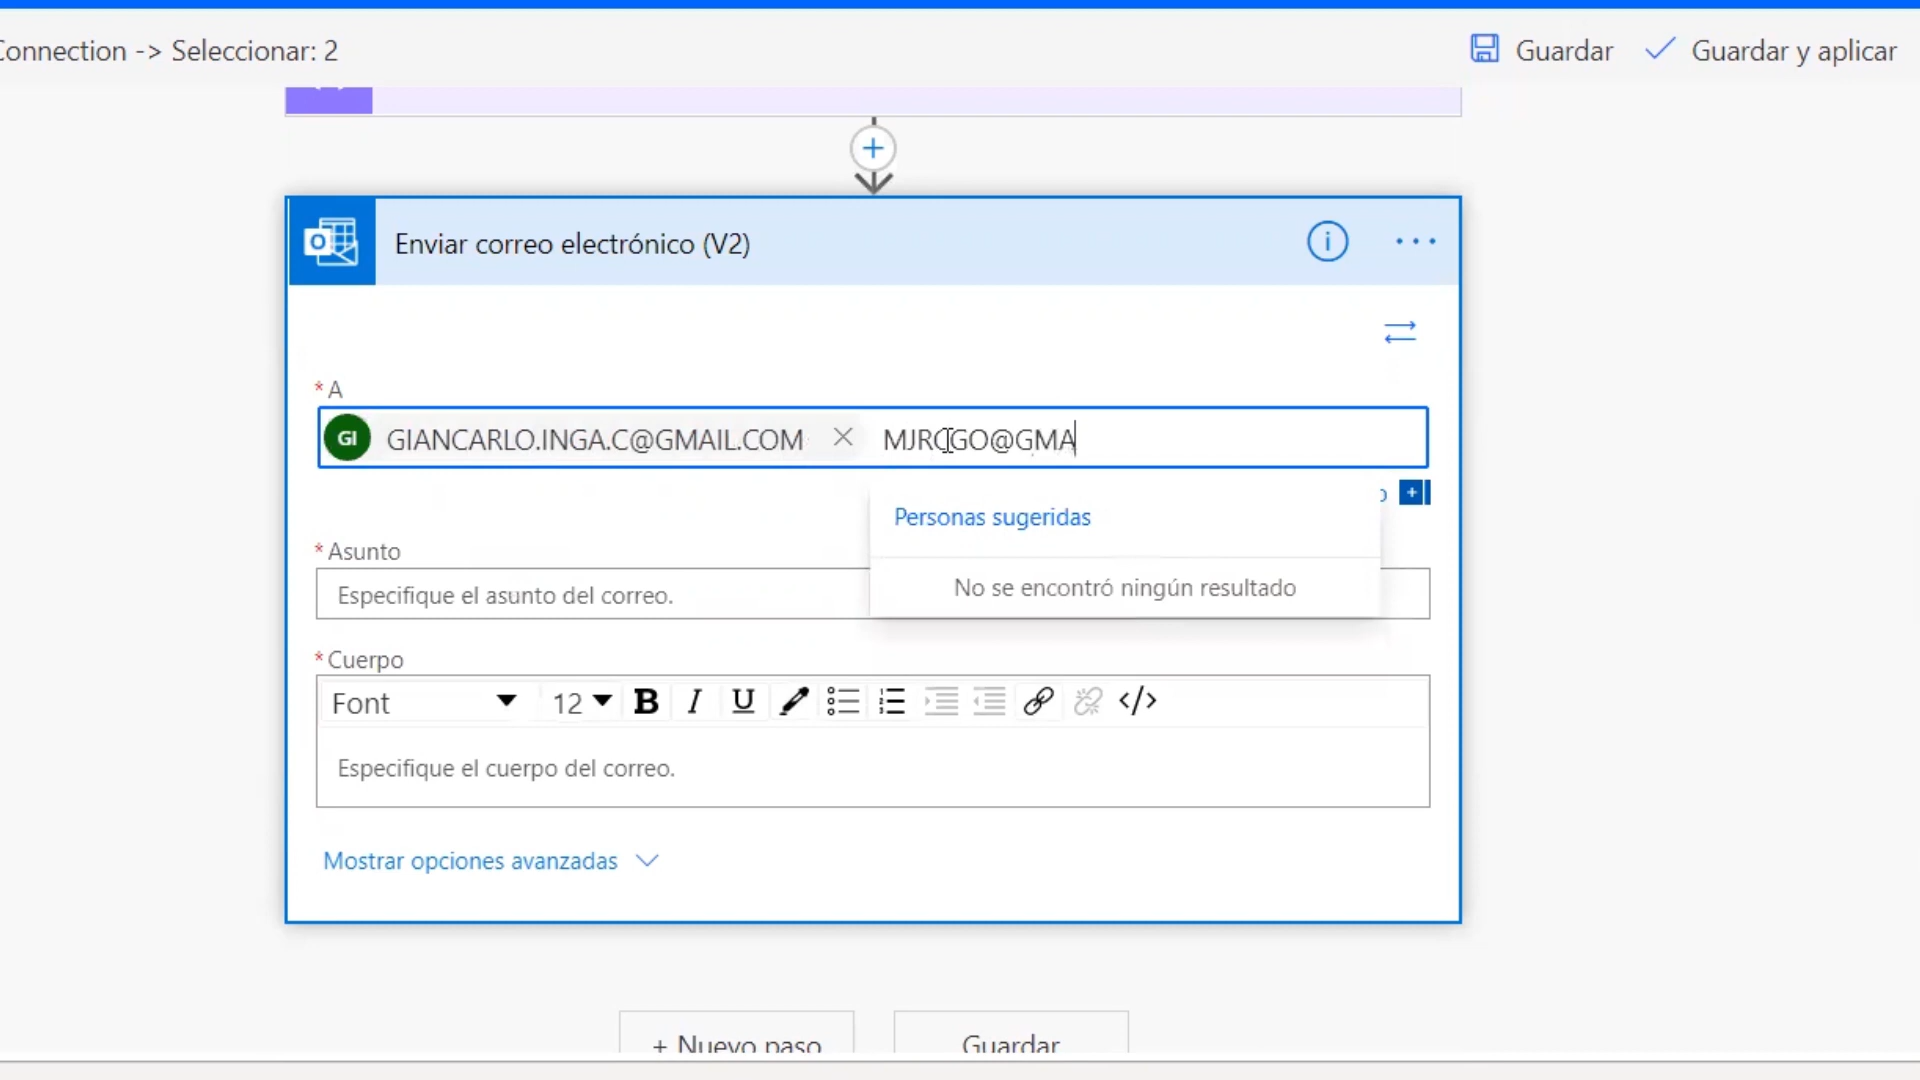 Connection -> Seleccionar: 2
Guardar
Guardar y aplicar
Enviar correo electrónico (V2)
* A
GI GIANCARLO.INGA.C@GMAIL.COM
Personas sugeridas
No se encontró ningún resultado
* Asunto
Especifique el asunto del correo.
* Cuerpo
Font 12 B I U </>
Especifique el cuerpo del correo.
Mostrar opciones avanzadas
+ Nuevo paso
Guardar